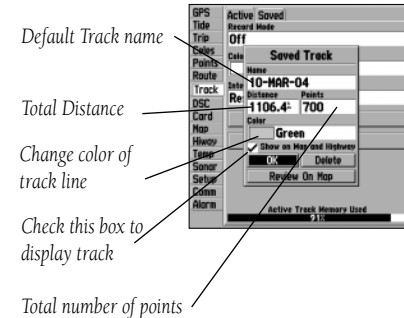 Default Track name
Total Distance
Change color of
track line
Check this box to
display track
Total number of points
GPS
Tide
Trip
Celes
Points
Route
Track
DSC
Card
Map
Hiway
Temp
Sonar
Setup
Comm
Alarm
Active Saved
Record Mode
Off
Saved Track
Name
10-MAR-04
Distance Points
1106.4 700
Color
Green
Show on Map and Highway
OK Delete
Review On Map
Active Track Memory Used
91%